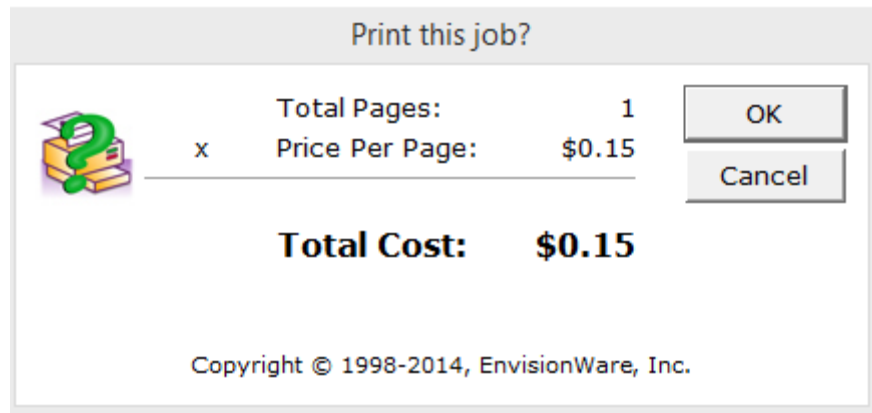 Print this job?
Total Pages: 1 OK
x Price Per Page: $0.15
Cancel
Total Cost: $0.15
Copyright © 1998-2014, EnvisionWare, Inc.